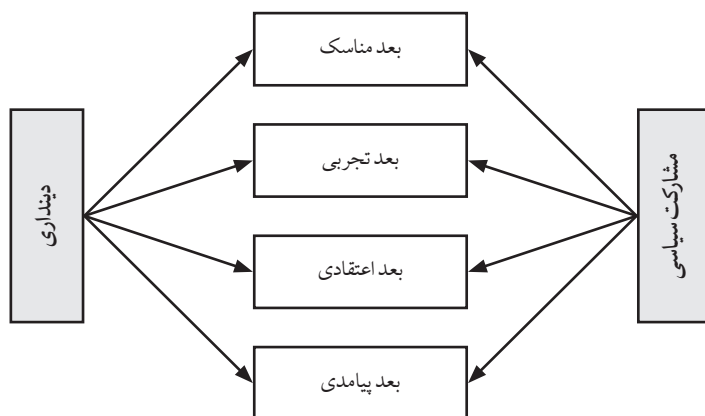 بعد مناسک
بعد تجربی
بعد اعتقادی
بعد پیامدی
مشارکت سیاسی
دینداری